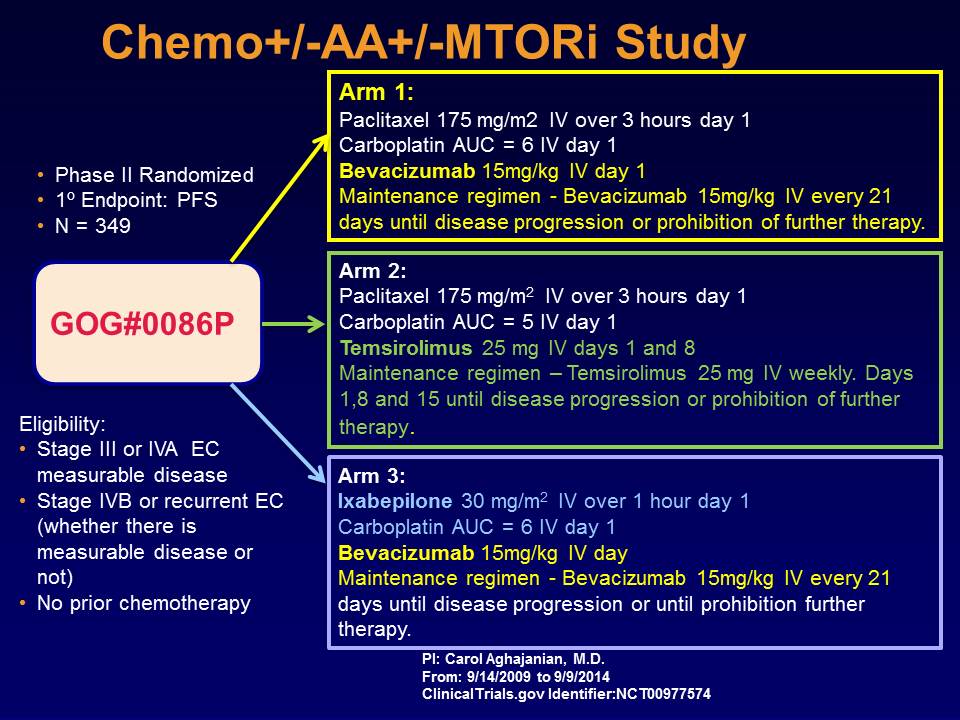 Chemo+/-AA+/-MTORi Study
• Phase II Randomized
• 1º Endpoint: PFS
• N = 349
GOG#0086P
Eligibility:
• Stage III or IVA EC
measurable disease
• Stage IVB or recurrent EC
(whether there is
measurable disease or
not)
• No prior chemotherapy
Arm 1:
Paclitaxel 175 mg/m2 IV over 3 hours day 1
Carboplatin AUC = 6 IV day 1
Bevacizumab 15mg/kg IV day 1
Maintenance regimen - Bevacizumab 15mg/kg IV every 21
days until disease progression or prohibition of further therapy.
Arm 2:
Paclitaxel 175 mg/m² IV over 3 hours day 1
Carboplatin AUC = 5 IV day 1
Temsirolimus 25 mg IV days 1 and 8
Maintenance regimen – Temsirolimus 25 mg IV weekly. Days
1,8 and 15 until disease progression or prohibition of further
therapy.
Arm 3:
Ixabepilone 30 mg/m² IV over 1 hour day 1
Carboplatin AUC = 6 IV day 1
Bevacizumab 15mg/kg IV day
Maintenance regimen - Bevacizumab 15mg/kg IV every 21
days until disease progression or until prohibition further
therapy.
PI: Carol Aghajanian, M.D.
From: 9/14/2009 to 9/9/2014
ClinicalTrials.gov Identifier:NCT00977574